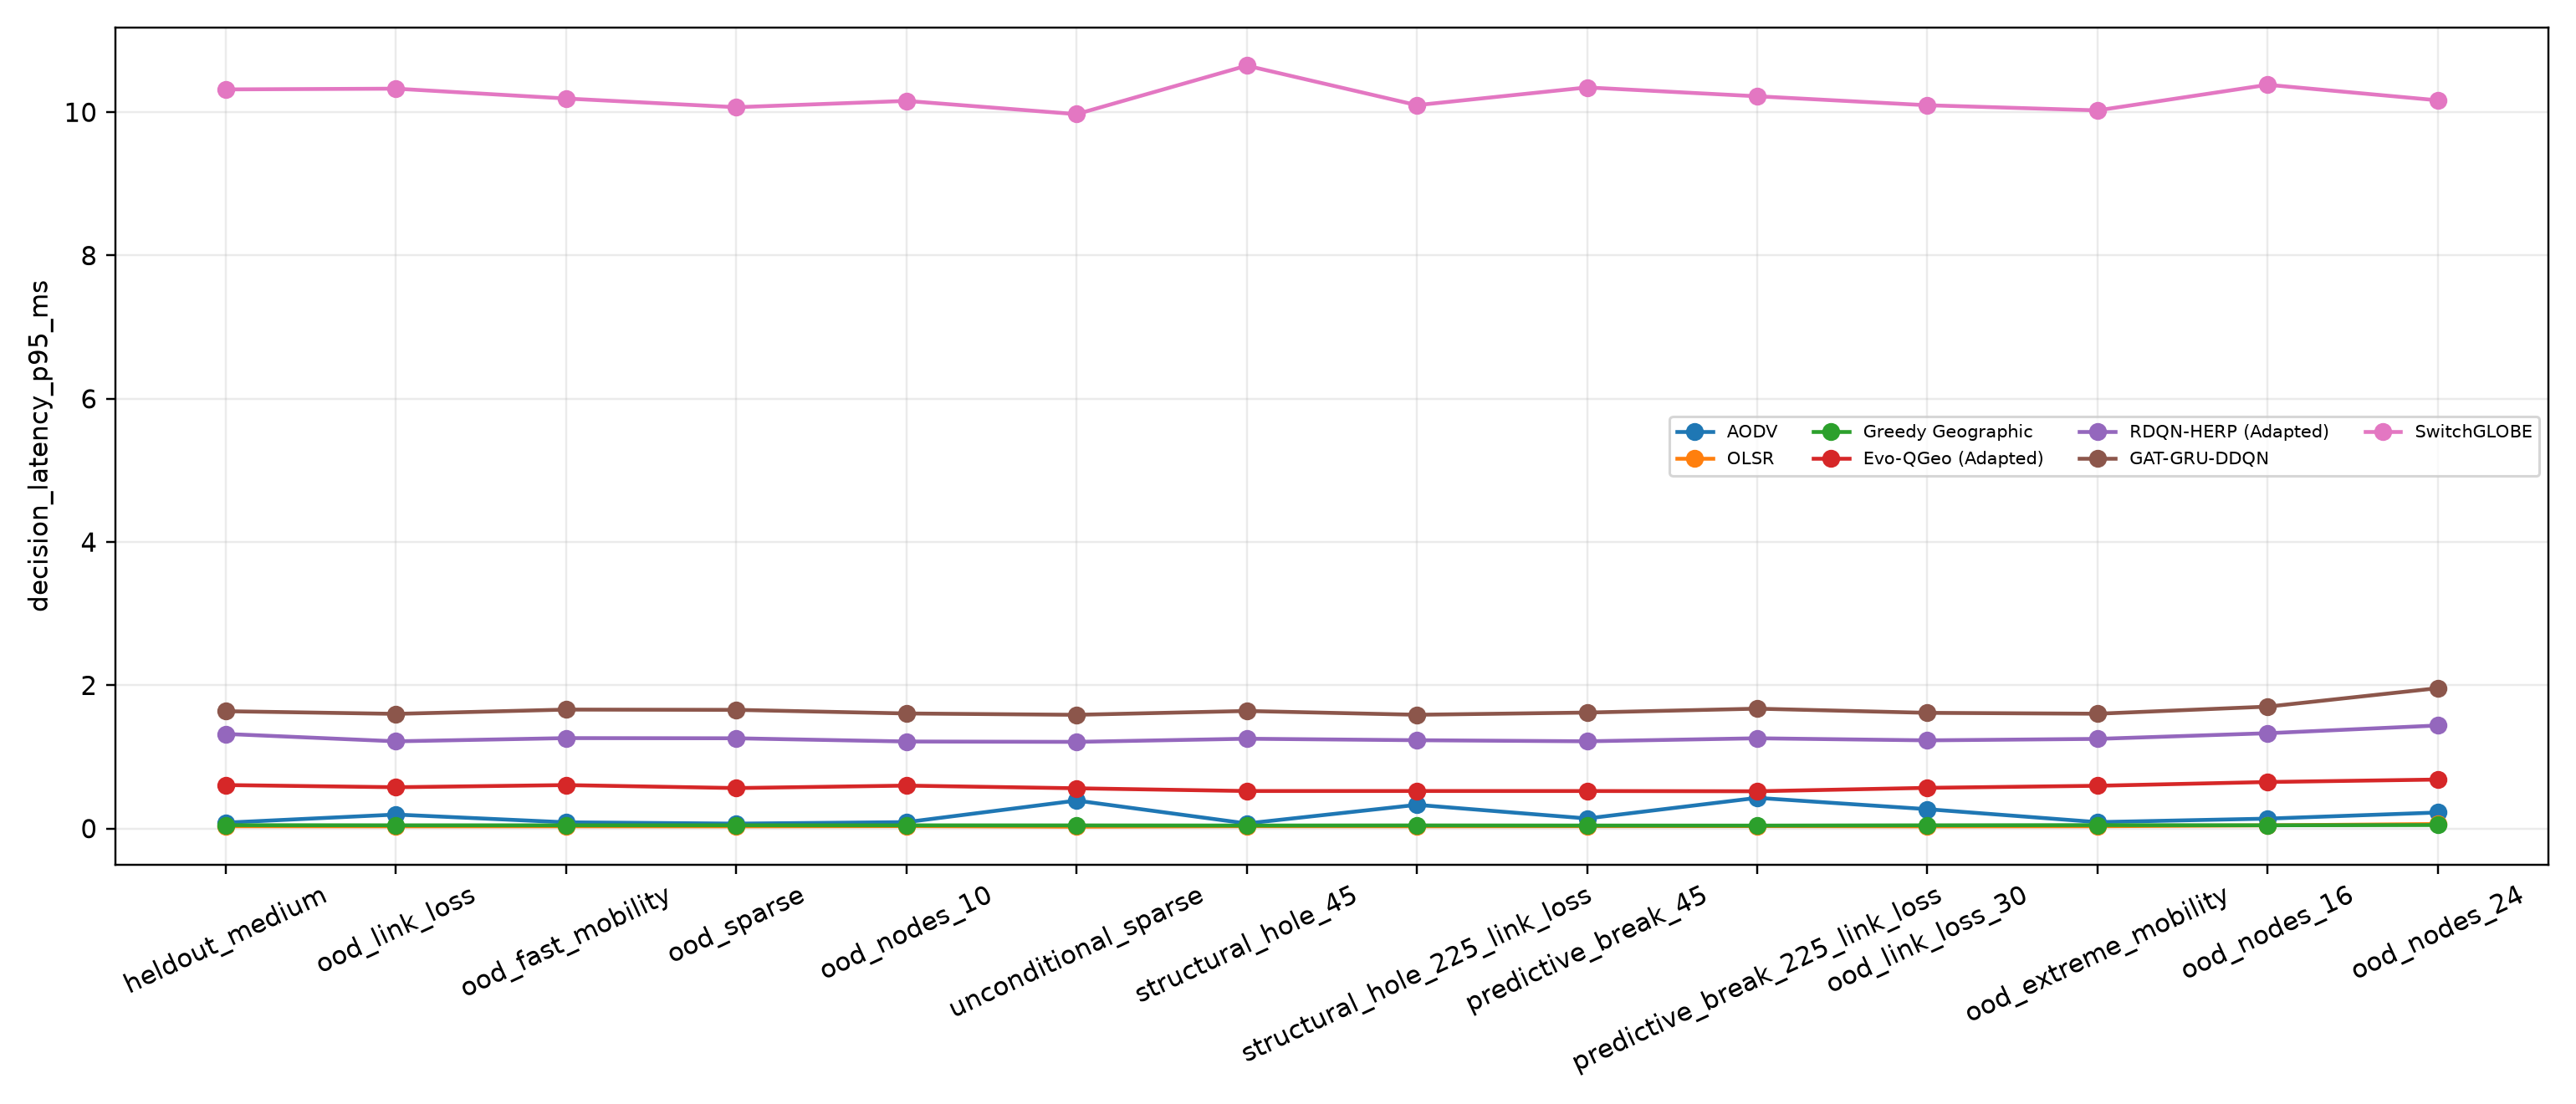 decision_latency_p95_ms
10
8
6
4
2
0
AODV
OLSR
Greedy Geographic
Evo-QGeo (Adapted)
RDQN-HERP (Adapted)
GAT-GRU-DDQN
SwitchGLOBE
heldout_medium
ood_link_loss
ood_fast_mobility
ood_sparse
ood_nodes_10
unconditional_sparse
structural_hole_45
structural_hole_225_link_loss
predictive_break_45
predictive_break_225_link_loss
ood_link_loss_30
ood_extreme_mobility
ood_nodes_16
ood_nodes_24